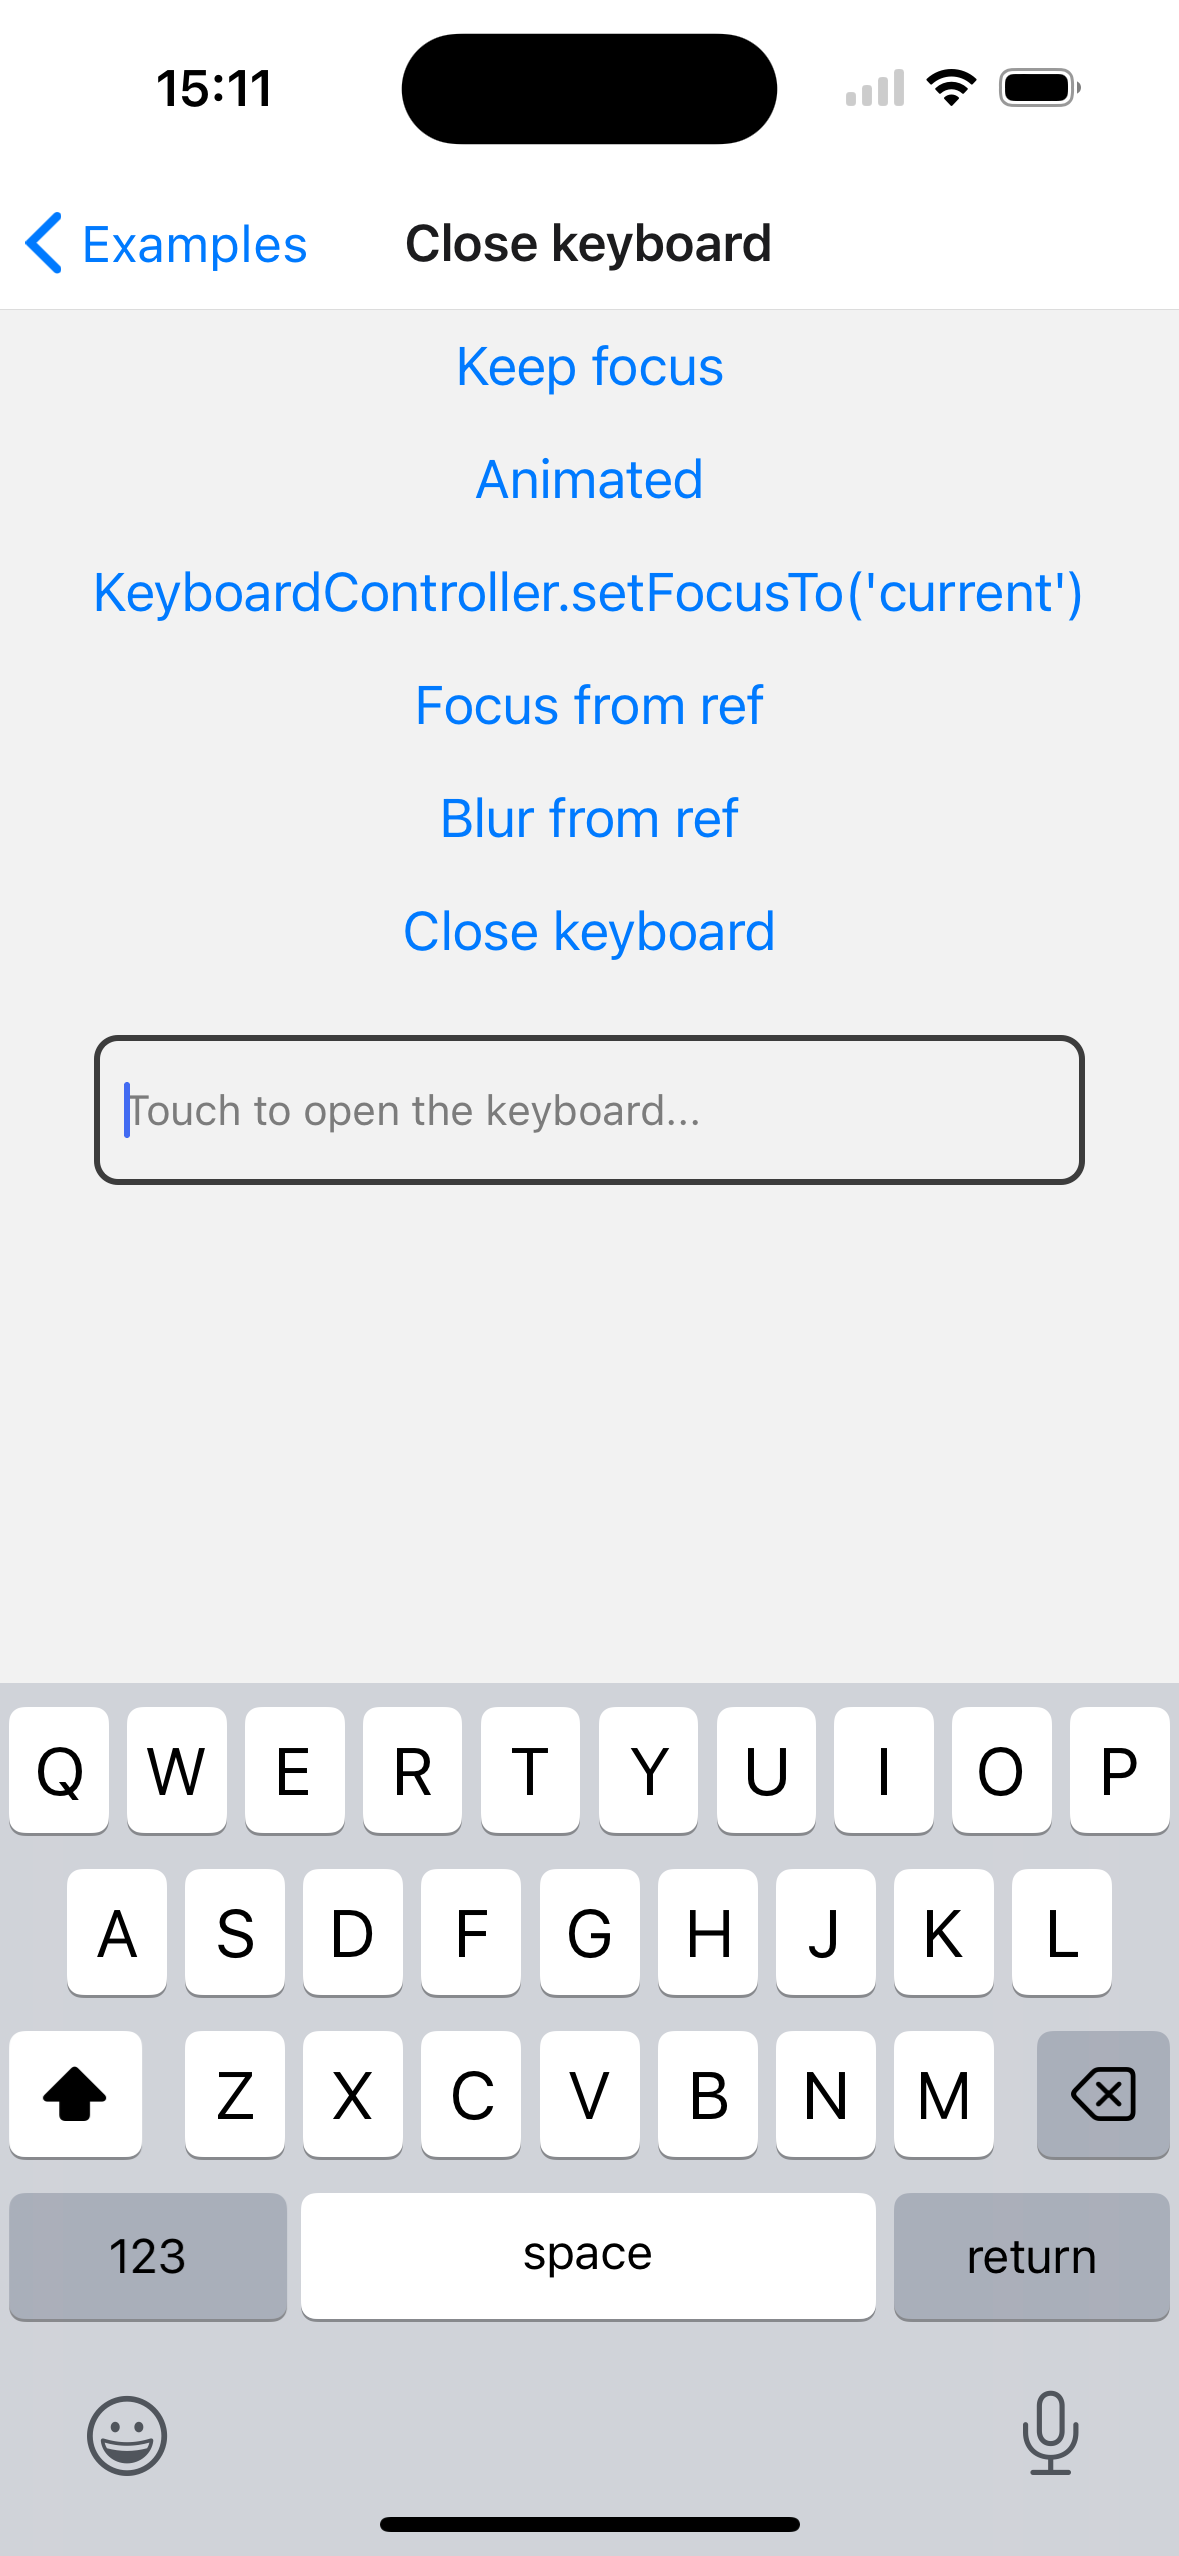 15:11
Examples
Close keyboard
Keep focus
Animated
KeyboardController.setFocusTo('current')
Focus from ref
Blur from ref
Close keyboard
Touch to open the keyboard...
Q W E R T Y U I O P
A S D F G H J K L
Z X C V B N M
123 space return